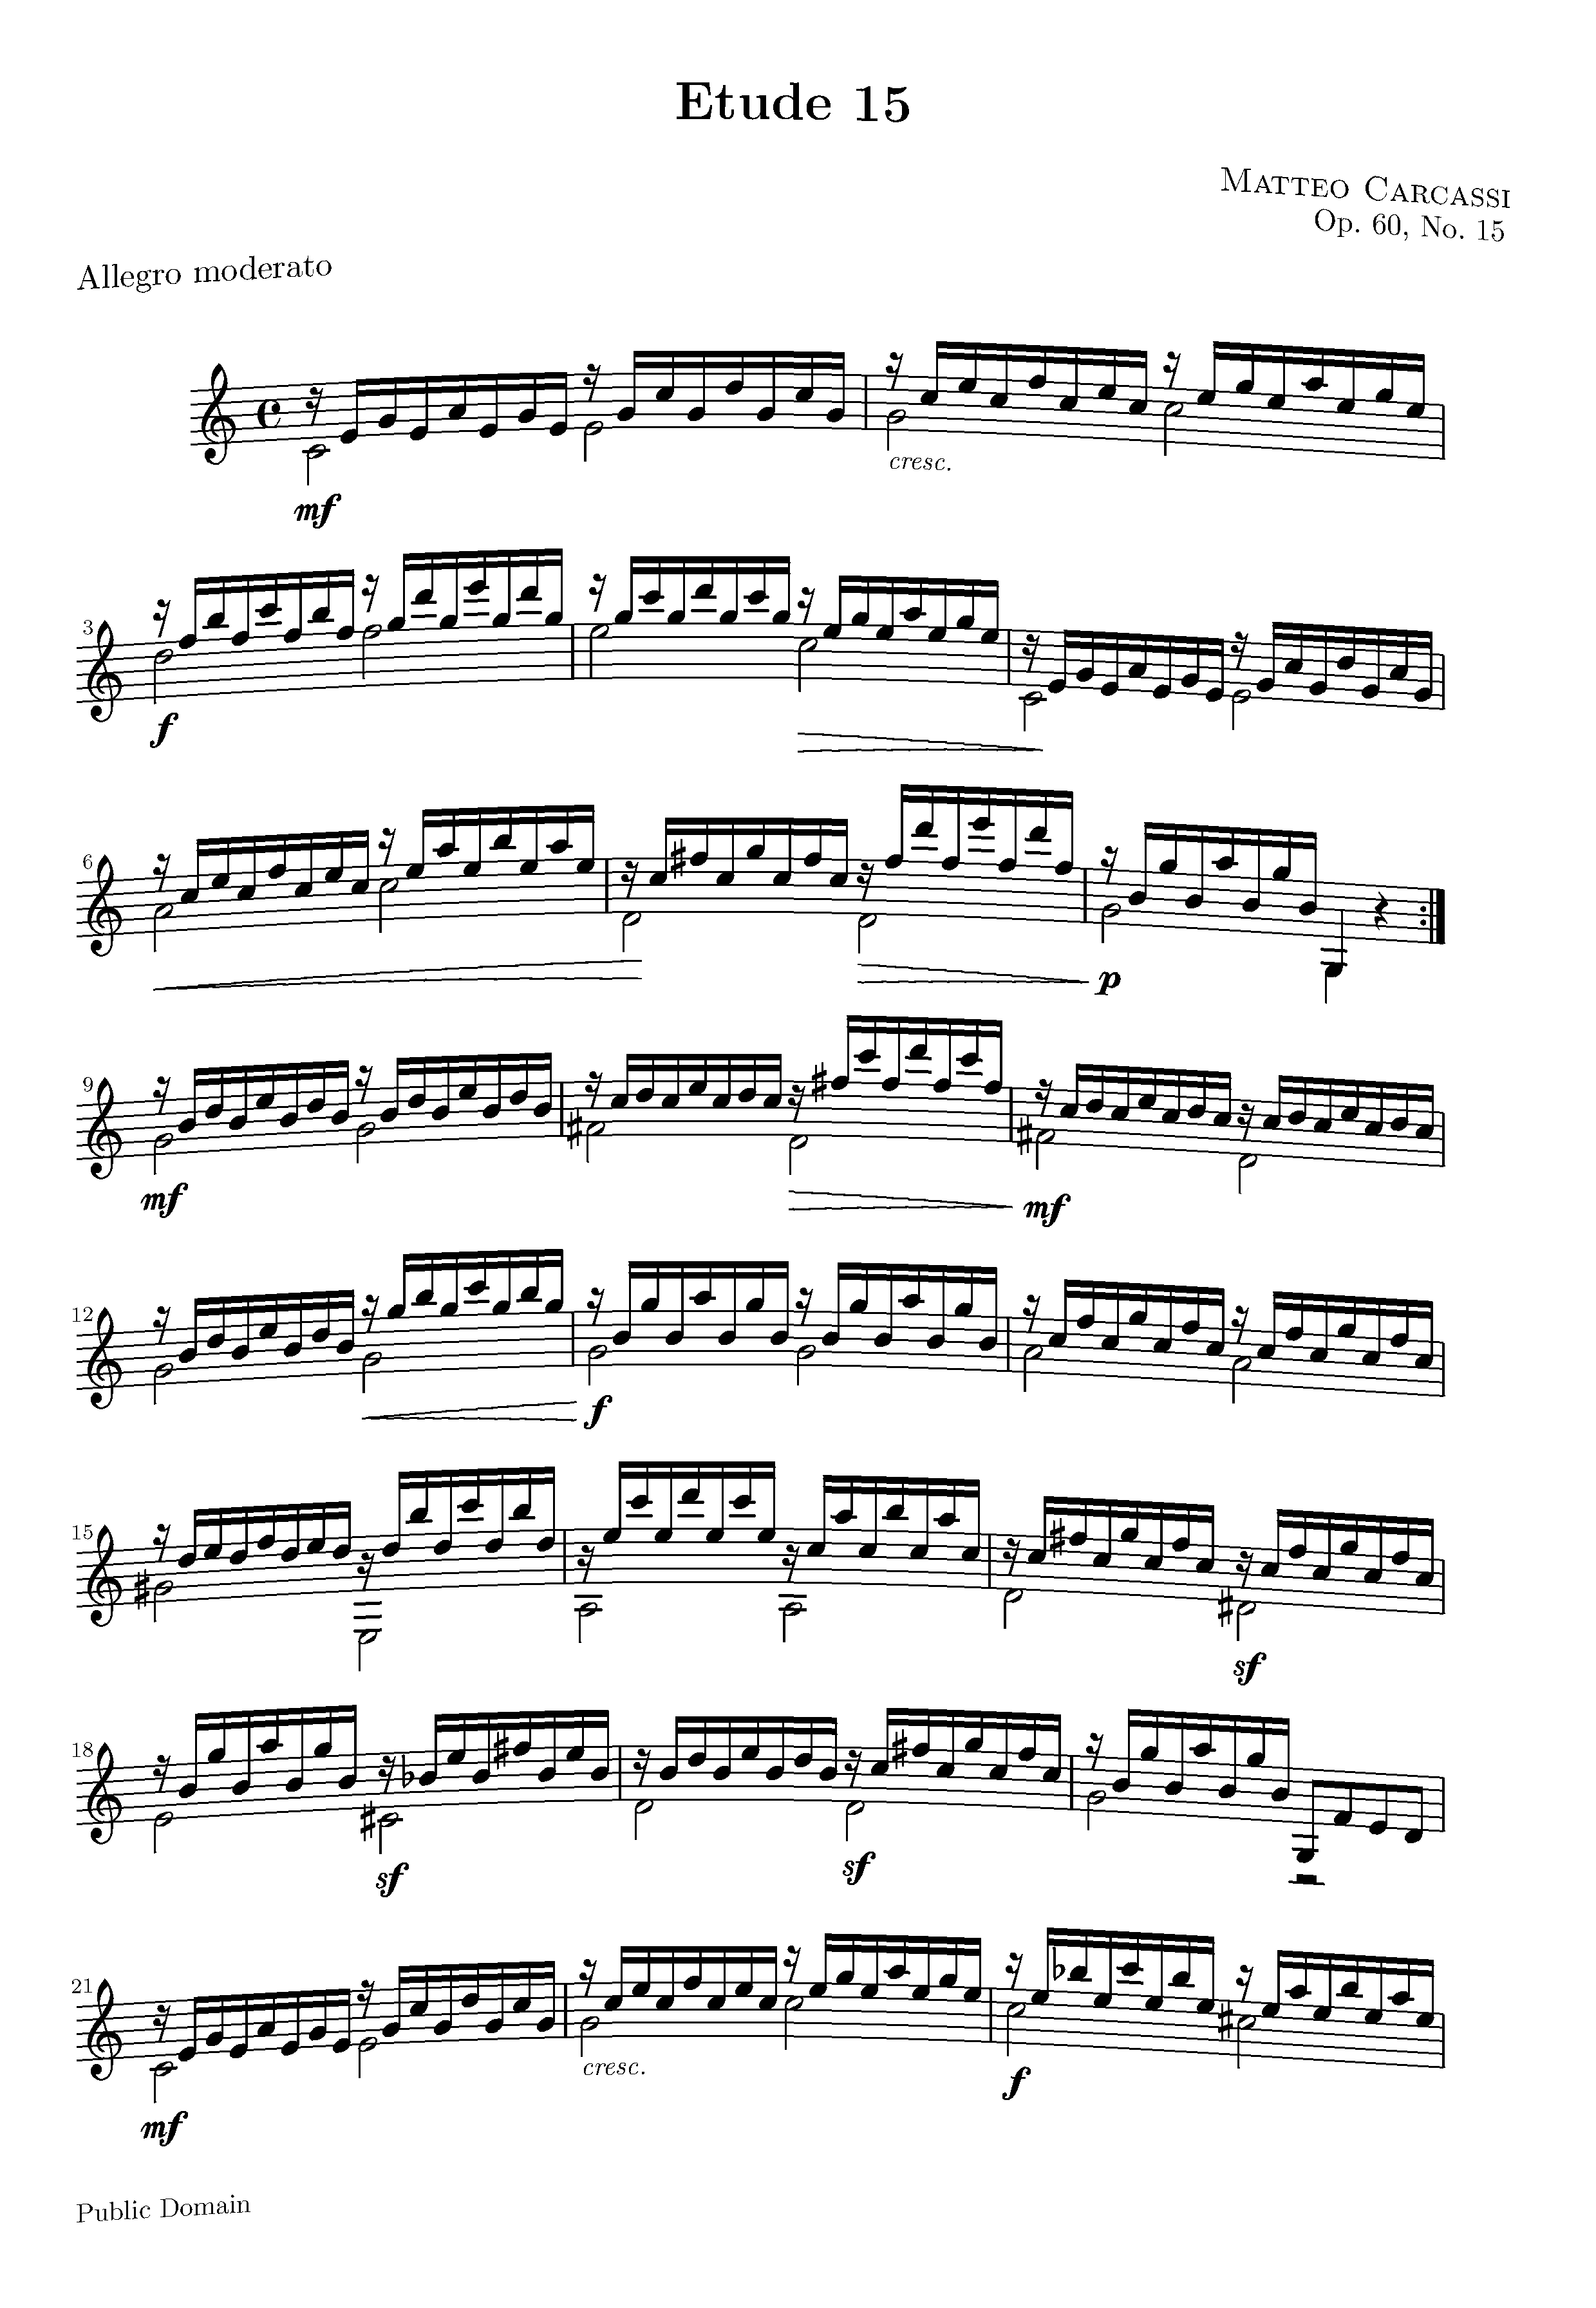 Etude 15
Matteo Carcassi
Op. 60, No. 15
Allegro moderato
mf
cresc.
3
f
6
p
9
mf
mf
12
f
15
sf
18
sf
sf
21
mf
cresc.
f
Public Domain